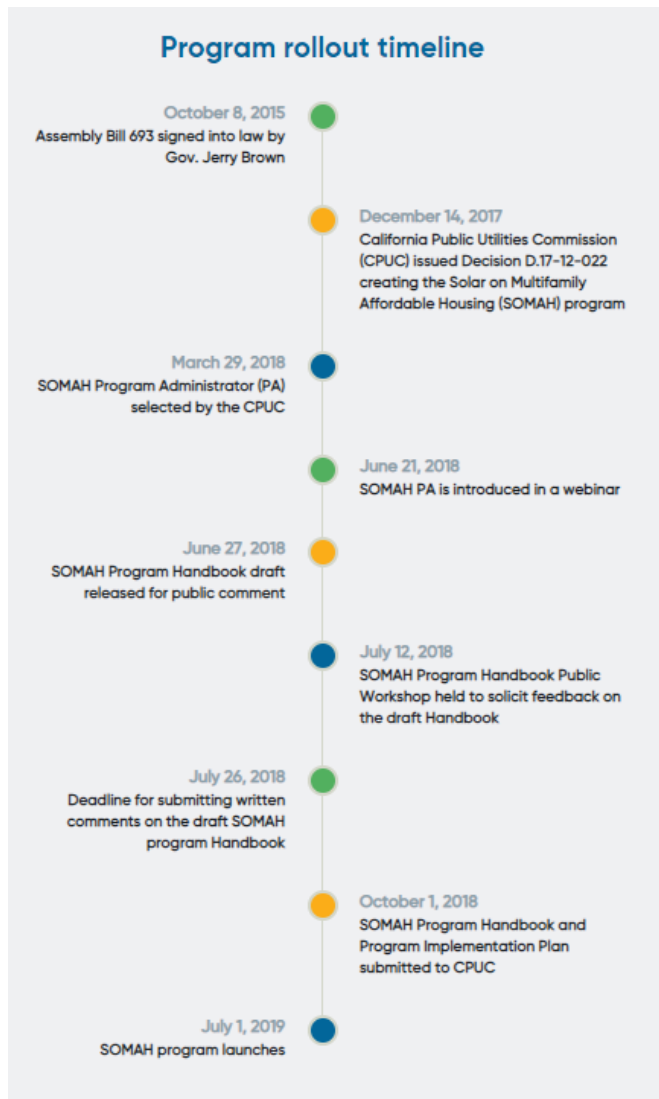 Program rollout timeline
October 8, 2015
Assembly Bill 693 signed into law by
Gov. Jerry Brown
December 14, 2017
California Public Utilities Commission
(CPUC) issued Decision D.17-12-022
creating the Solar on Multifamily
Affordable Housing (SOMAH) program
March 29, 2018
SOMAH Program Administrator (PA)
selected by the CPUC
June 21, 2018
SOMAH PA is introduced in a webinar
June 27, 2018
SOMAH Program Handbook draft
released for public comment
July 12, 2018
SOMAH Program Handbook Public
Workshop held to solicit feedback on
the draft Handbook
July 26, 2018
Deadline for submitting written
comments on the draft SOMAH
program Handbook
October 1, 2018
SOMAH Program Handbook and
Program Implementation Plan
submitted to CPUC
July 1, 2019
SOMAH program launches